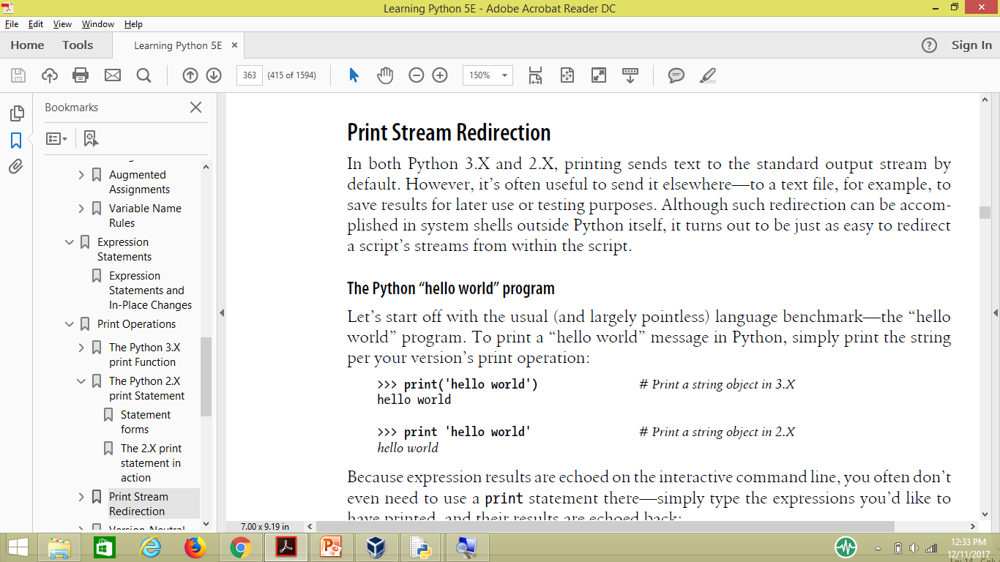 Learning Python 5E - Adobe Acrobat Reader DC
File Edit View Window Help
Home Tools Learning Python 5E × Sign In
363 (415 of 1594) 150%
Bookmarks
Augmented
Assignments
Variable Name
Rules
Expression
Statements
Expression
Statements and
In-Place Changes
Print Operations
The Python 3.X
print Function
The Python 2.X
print Statement
Statement
forms
The 2.X print
statement in
action
Print Stream
Redirection
Version-Neutral
Print Stream Redirection
In both Python 3.X and 2.X, printing sends text to the standard output stream by
default. However, it’s often useful to send it elsewhere—to a text file, for example, to
save results for later use or testing purposes. Although such redirection can be accom-
plished in system shells outside Python itself, it turns out to be just as easy to redirect
a script’s streams from within the script.
The Python “hello world” program
Let’s start off with the usual (and largely pointless) language benchmark—the “hello
world” program. To print a “hello world” message in Python, simply print the string
per your version’s print operation:
>>> print('hello world') # Print a string object in 3.X
hello world
>>> print 'hello world' # Print a string object in 2.X
hello world
Because expression results are echoed on the interactive command line, you often don’t
even need to use a print statement there—simply type the expressions you’d like to
have printed, and their results are echoed back:
7.00 x 9.19 in
12:33 PM
12/11/2017